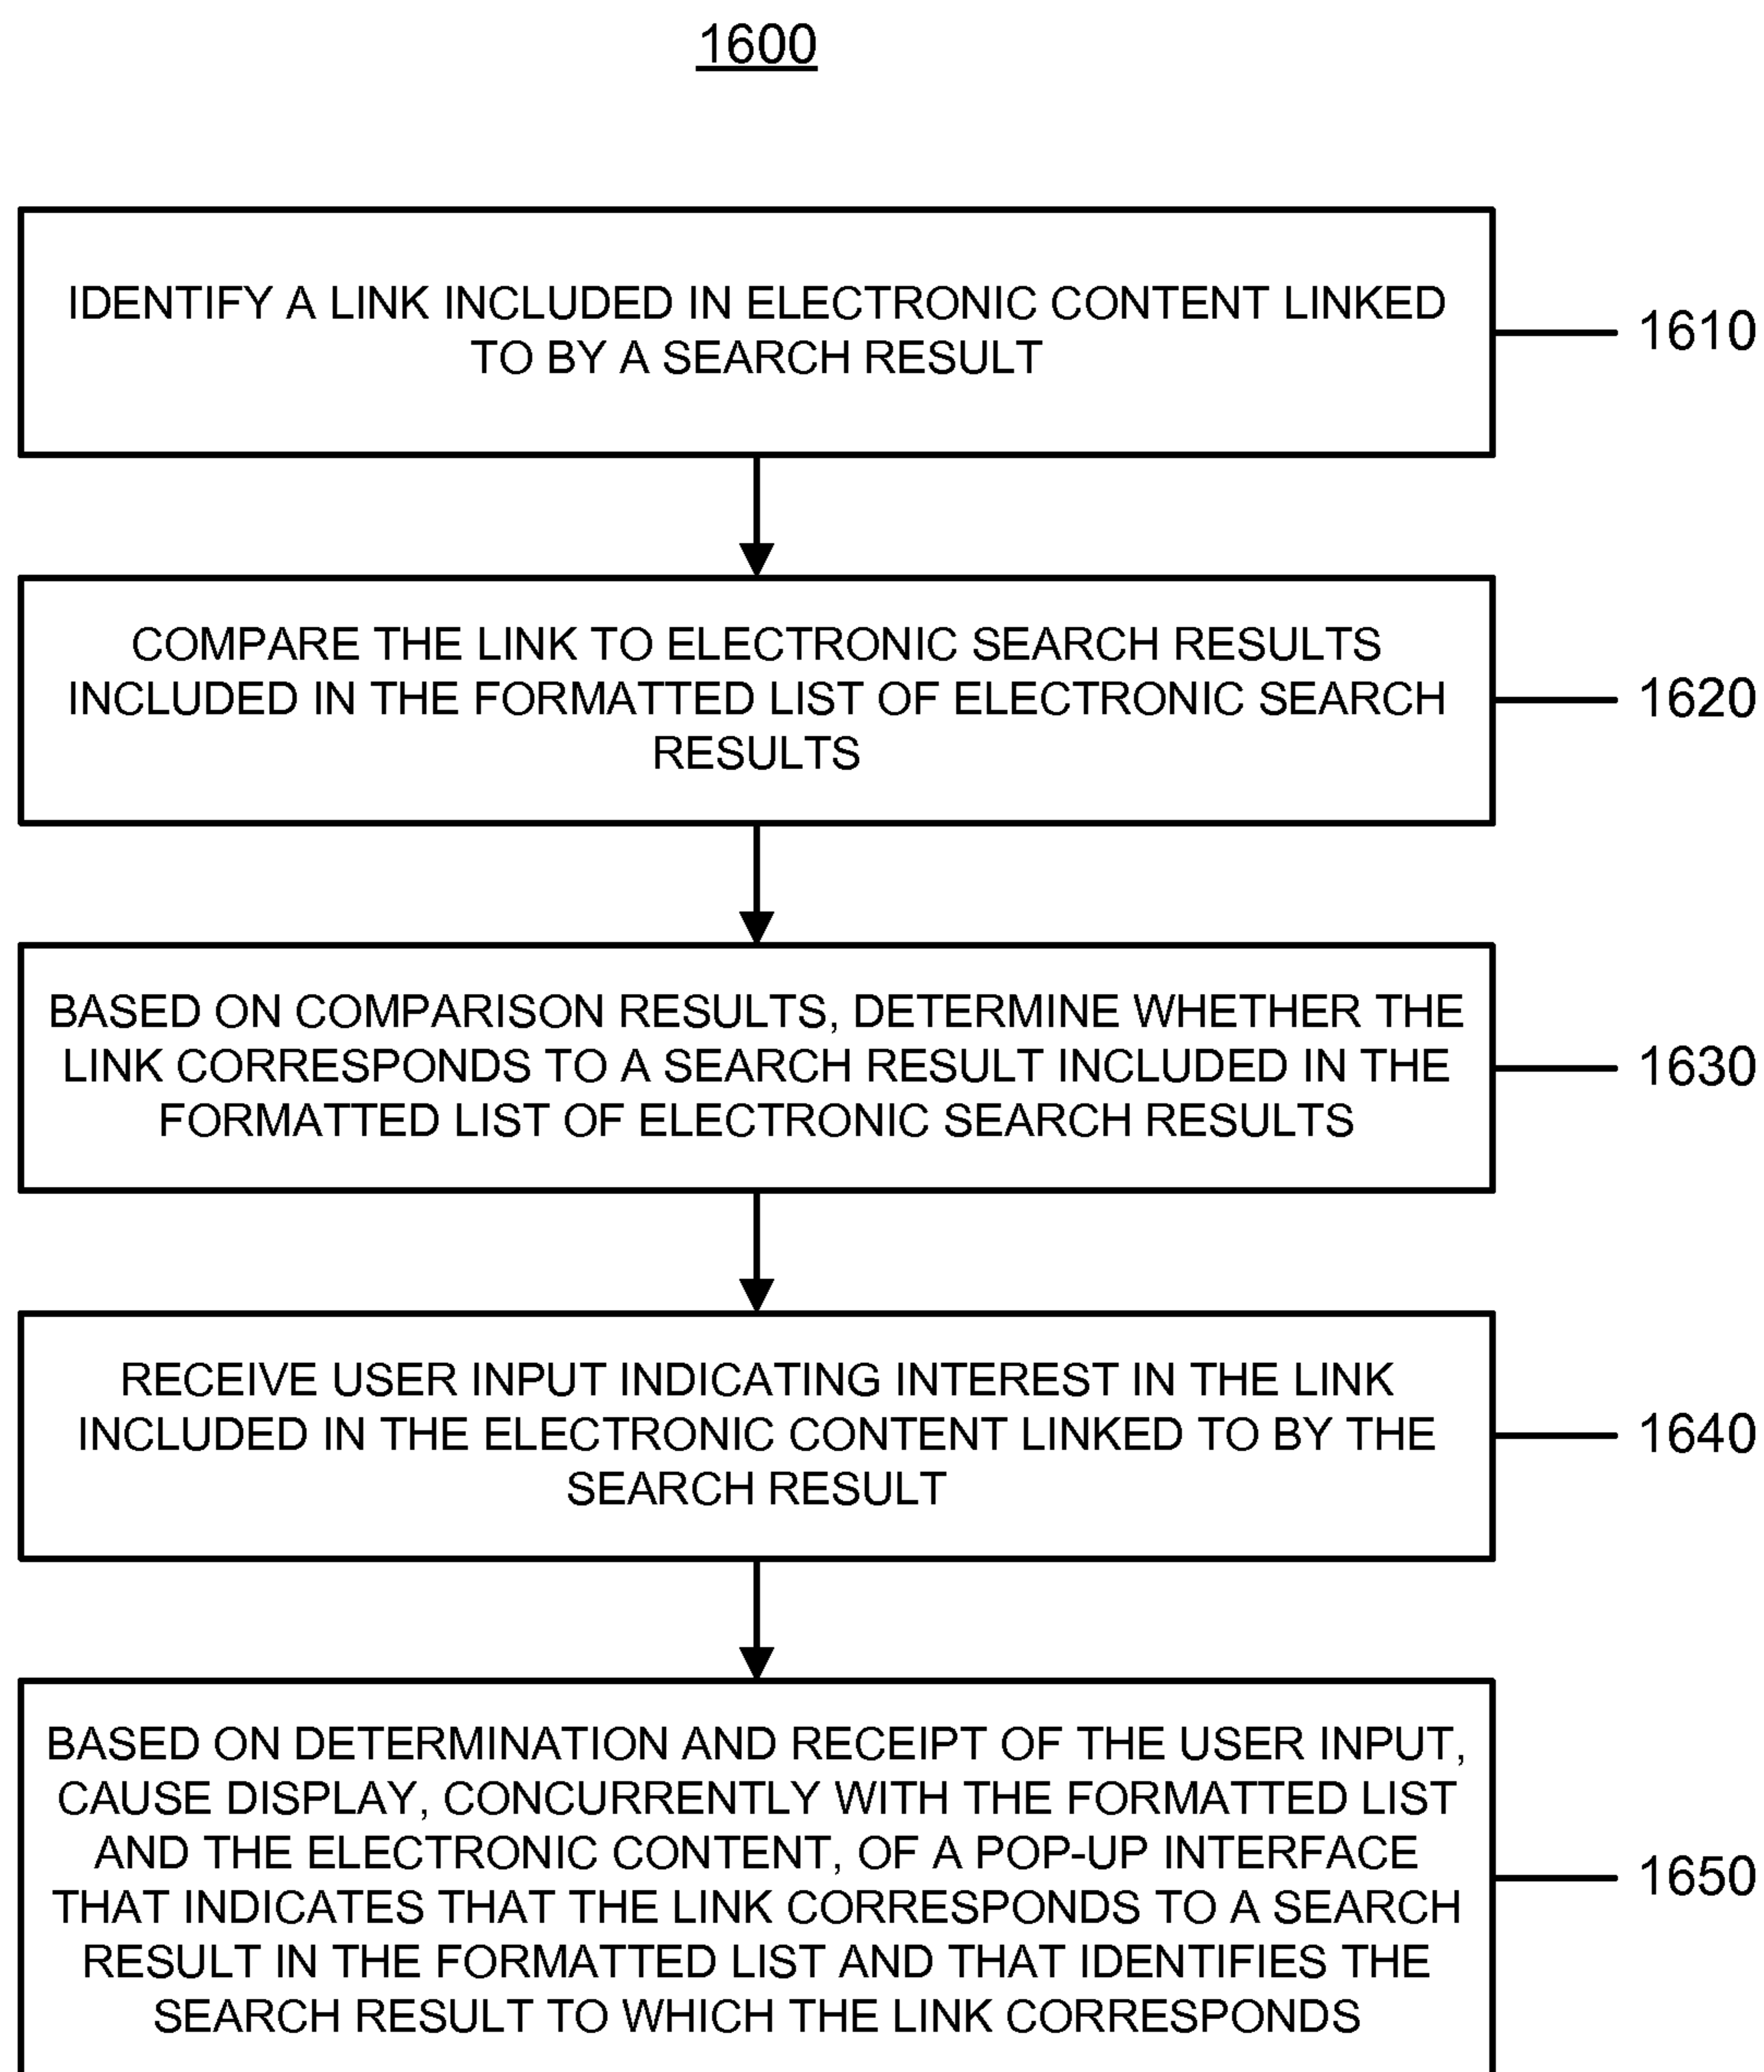 1600
IDENTIFY A LINK INCLUDED IN ELECTRONIC CONTENT LINKED
TO BY A SEARCH RESULT
1610
COMPARE THE LINK TO ELECTRONIC SEARCH RESULTS
INCLUDED IN THE FORMATTED LIST OF ELECTRONIC SEARCH
RESULTS
1620
BASED ON COMPARISON RESULTS, DETERMINE WHETHER THE
LINK CORRESPONDS TO A SEARCH RESULT INCLUDED IN THE
FORMATTED LIST OF ELECTRONIC SEARCH RESULTS
1630
RECEIVE USER INPUT INDICATING INTEREST IN THE LINK
INCLUDED IN THE ELECTRONIC CONTENT LINKED TO BY THE
SEARCH RESULT
1640
BASED ON DETERMINATION AND RECEIPT OF THE USER INPUT,
CAUSE DISPLAY, CONCURRENTLY WITH THE FORMATTED LIST
AND THE ELECTRONIC CONTENT, OF A POP-UP INTERFACE
THAT INDICATES THAT THE LINK CORRESPONDS TO A SEARCH
RESULT IN THE FORMATTED LIST AND THAT IDENTIFIES THE
SEARCH RESULT TO WHICH THE LINK CORRESPONDS
1650